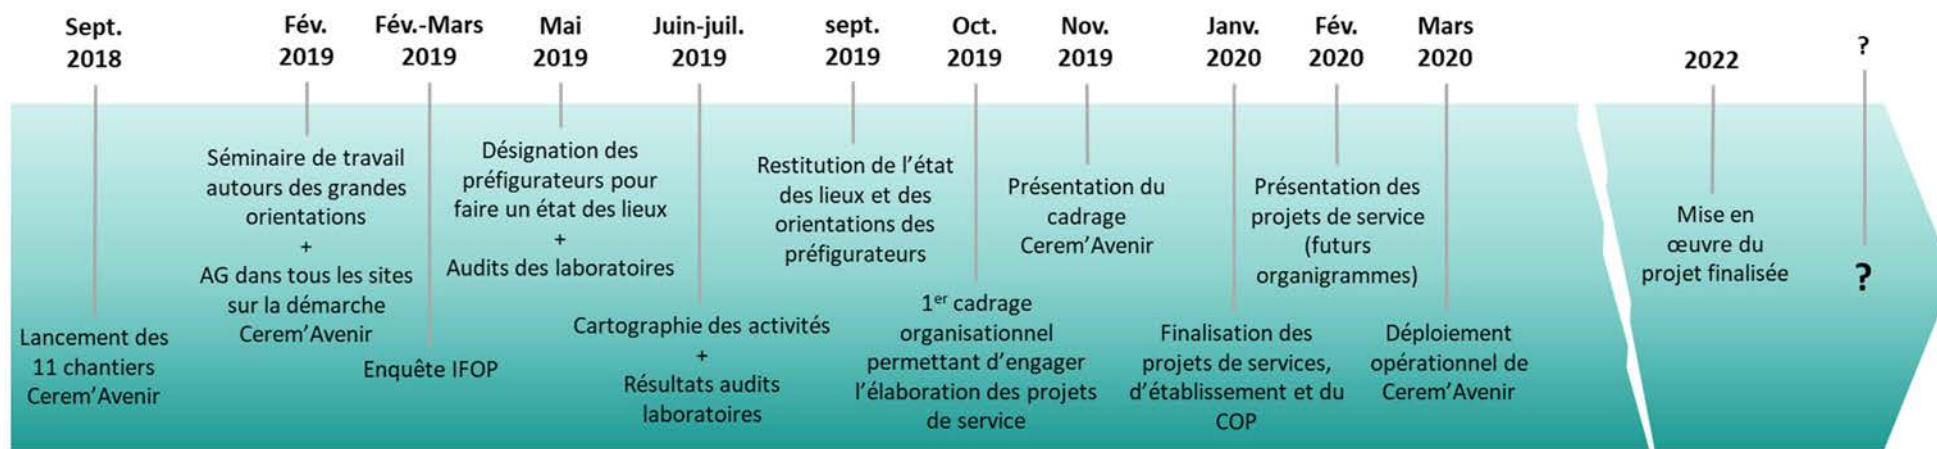 Sept.
2018
Fév.
2019
Fév.-Mars
2019
Mai
2019
Juin-juil.
2019
sept.
2019
Oct.
2019
Nov.
2019
Janv.
2020
Fév.
2020
Mars
2020
2022
?
Lancement des
11 chantiers
Cerem’Avenir
Séminaire de travail
autours des grandes
orientations
+
AG dans tous les sites
sur la démarche
Cerem’Avenir
Enquête IFOP
Désignation des
préfigurateurs pour
faire un état des lieux
+
Audits des laboratoires
Cartographie des activités
+
Résultats audits
laboratoires
Restitution de l’état
des lieux et des
orientations des
préfigurateurs
1er cadrage
organisationnel
permettant d’engager
l’élaboration des projets
de service
Présentation du
cadrage
Cerem’Avenir
Finalisation des
projets de services,
d’établissement et du
COP
Présentation des
projets de service
(futurs
organigrammes)
Déploiement
opérationnel de
Cerem’Avenir
Mise en
œuvre du
projet finalisée
?